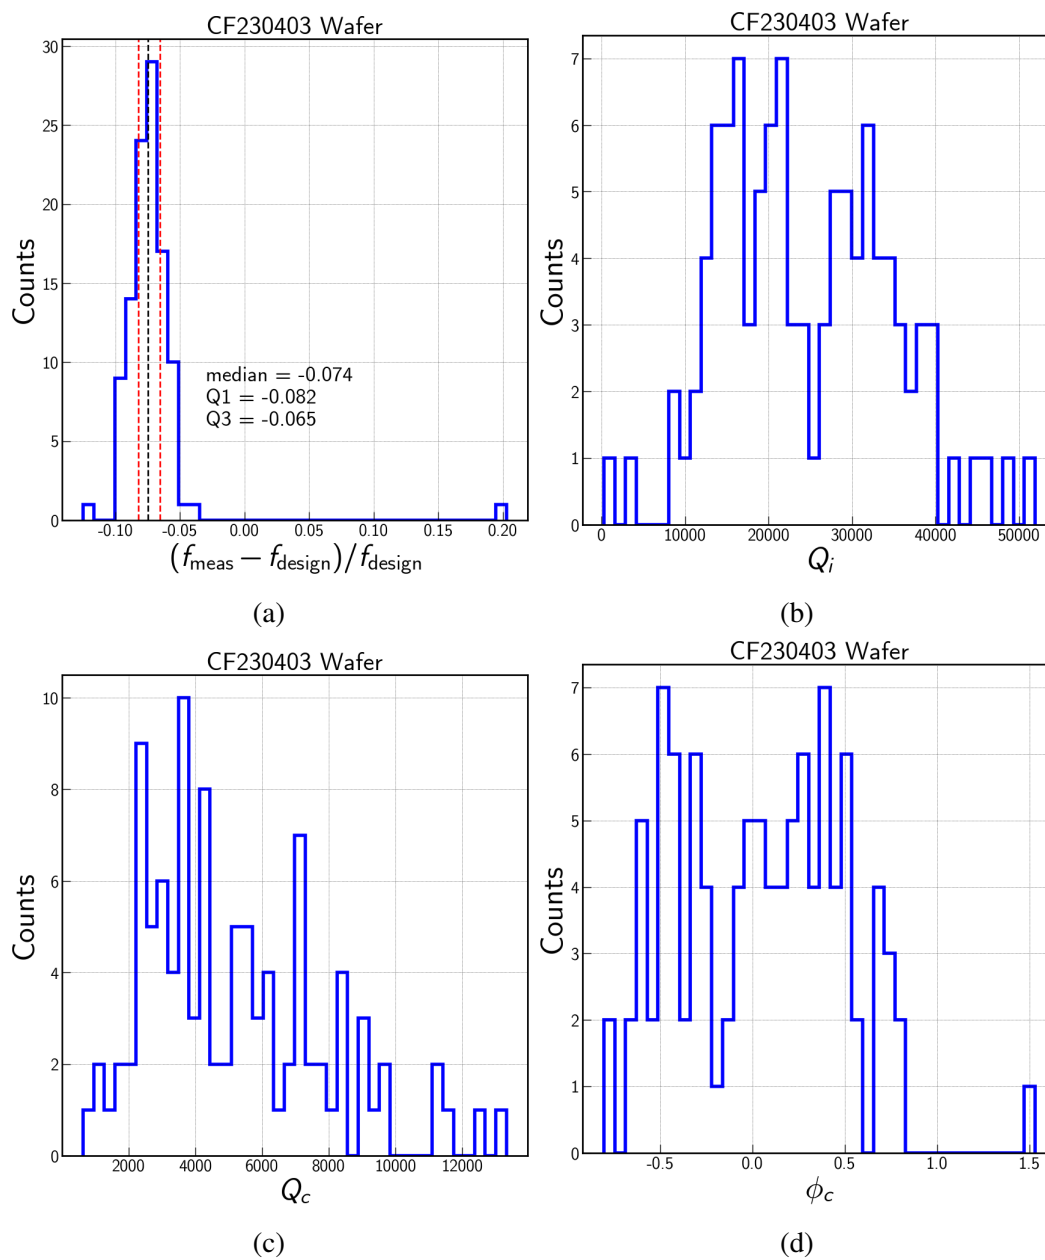 CF230403 Wafer
30
25
20
15
10
5
0
Counts
median = -0.074
Q1 = -0.082
Q3 = -0.065
-0.10 -0.05 0.00 0.05 0.10 0.15 0.20
(f_meas − f_design)/f_design
(a)
CF230403 Wafer
7
6
5
4
3
2
1
0
Counts
0 10000 20000 30000 40000 50000
Q_i
(b)
CF230403 Wafer
10
8
6
4
2
0
Counts
2000 4000 6000 8000 10000 12000
Q_c
(c)
CF230403 Wafer
7
6
5
4
3
2
1
0
Counts
-0.5 0.0 0.5 1.0 1.5
ϕ_c
(d)